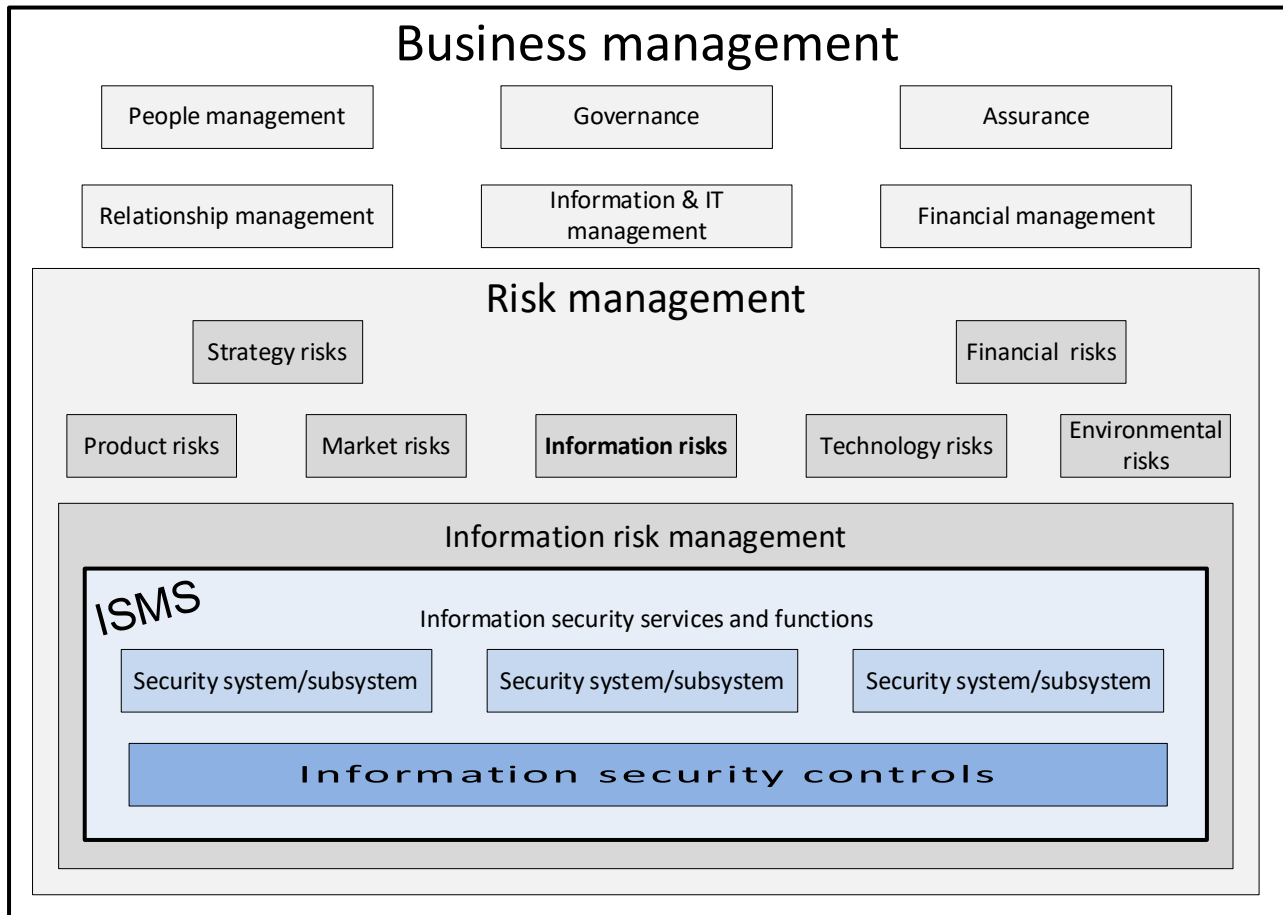 Business management
People management
Governance
Assurance
Relationship management
Information & IT
management
Financial management
Risk management
Strategy risks
Financial risks
Product risks
Market risks
Information risks
Technology risks
Environmental
risks
Information risk management
ISMS
Information security services and functions
Security system/subsystem
Security system/subsystem
Security system/subsystem
Information security controls